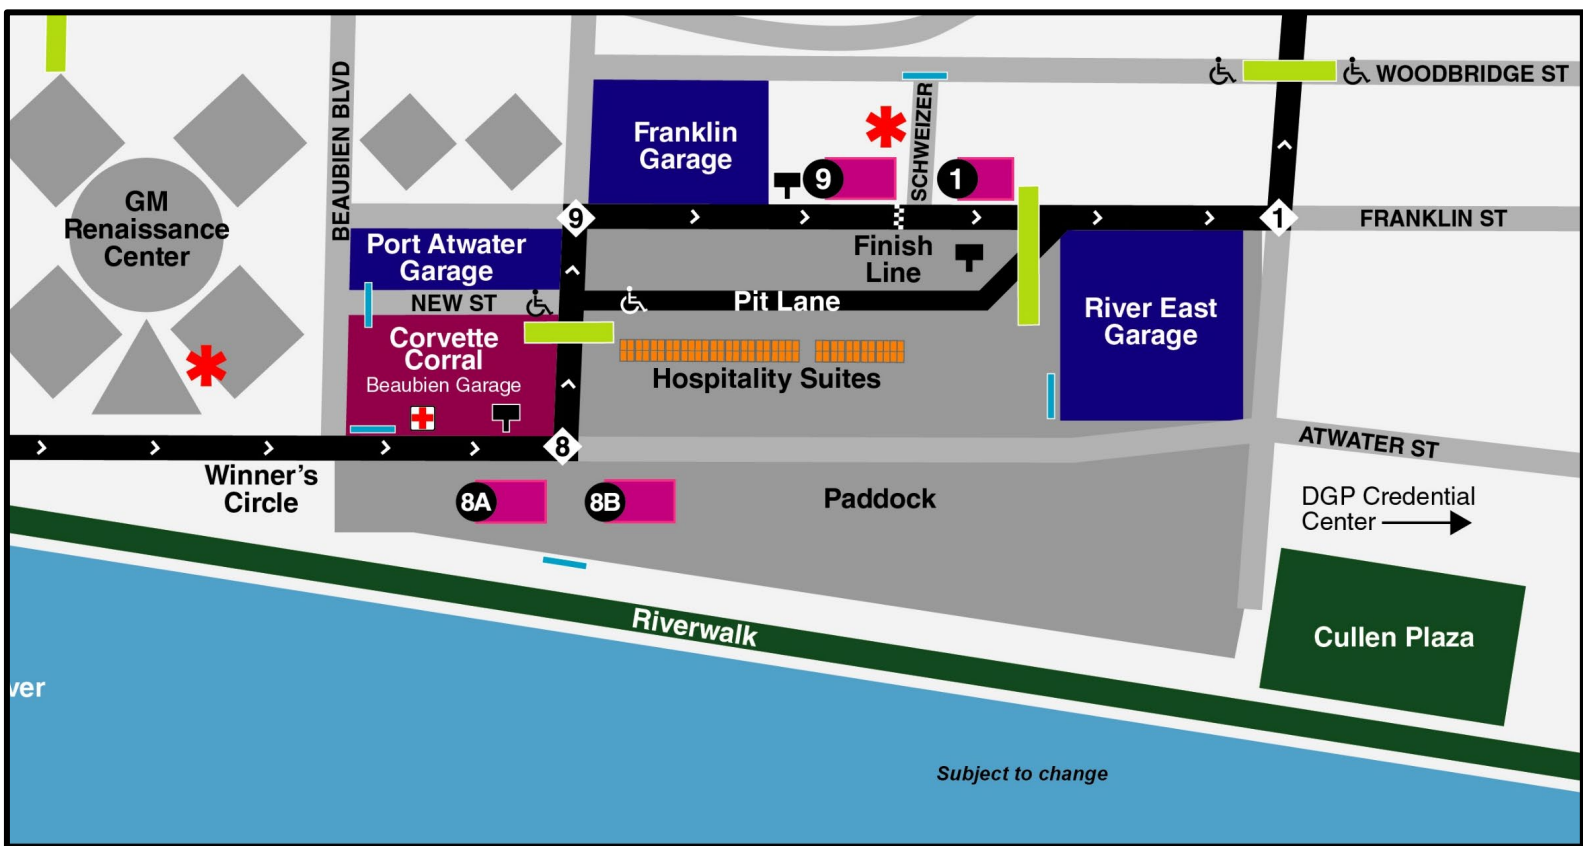 WOODBRIDGE ST
BEAUBIEN BLVD
SCHWEIZER
Franklin
Garage
9
1
GM
Renaissance
Center
9
1
FRANKLIN ST
Port Atwater
Garage
Finish
Line
NEW ST
Pit Lane
River East
Garage
Corvette
Corral
Beaubien Garage
Hospitality Suites
8
ATWATER ST
Winner's
Circle
8A
8B
Paddock
DGP Credential
Center
Riverwalk
Cullen Plaza
Subject to change